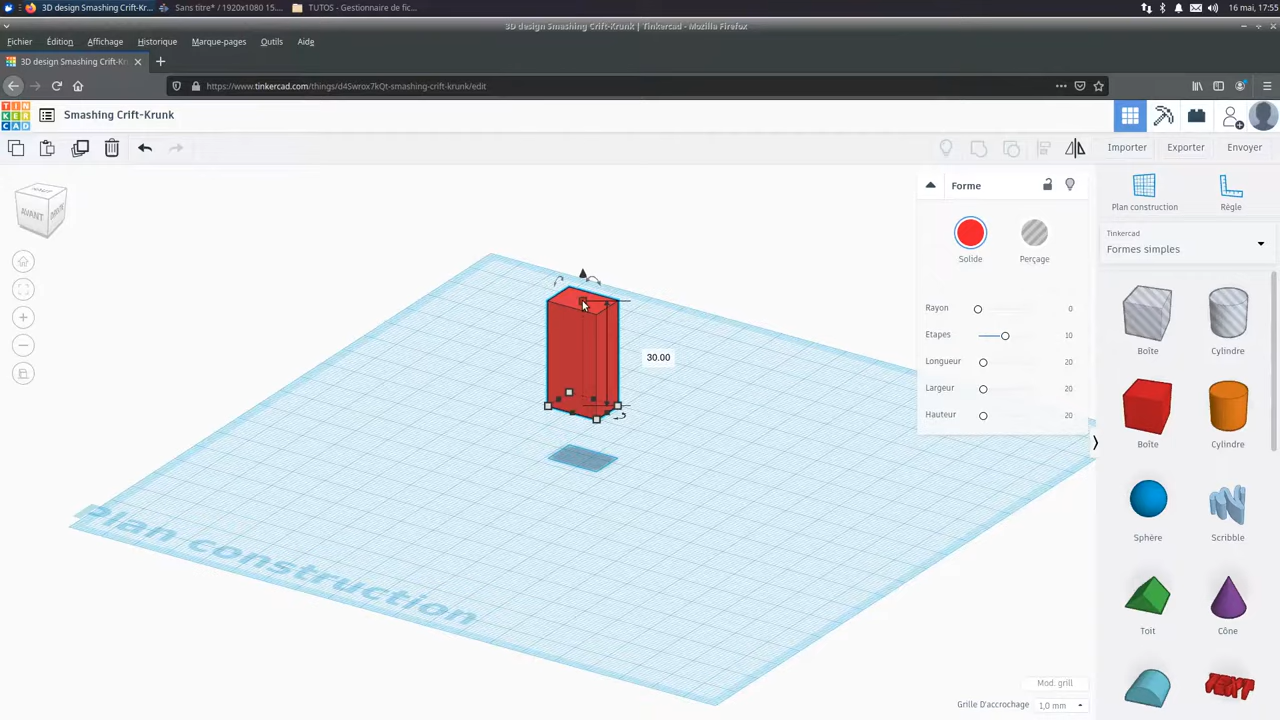 3D design Smashing Crift-Kr
Sans titre* / 1920x1080 15...
TUTOS - Gestionnaire de fic...
16 mai, 17:55
3D design Smashing Crift-Krunk | Tinkercad - Mozilla Firefox
Fichier Édition Affichage Historique Marque-pages Outils Aide
3D design Smashing Crift-Kru
https://www.tinkercad.com/things/d4Swrox7kQt-smashing-crift-krunk/edit
TIN
KER
CAD
Smashing Crift-Krunk
Importer Exporter Envoyer
HAUT
AVANT
DROITE
Forme
Solide Perçage
Rayon 0
Etapes 10
Longueur 20
Largeur 20
Hauteur 20
30.00
Plan construction
Plan construction Règle
Tinkercad
Formes simples
Boîte Cylindre
Boîte Cylindre
Sphère Scribble
Toit Cône
TEXT
Mod. grill
Grille D'accrochage 1,0 mm